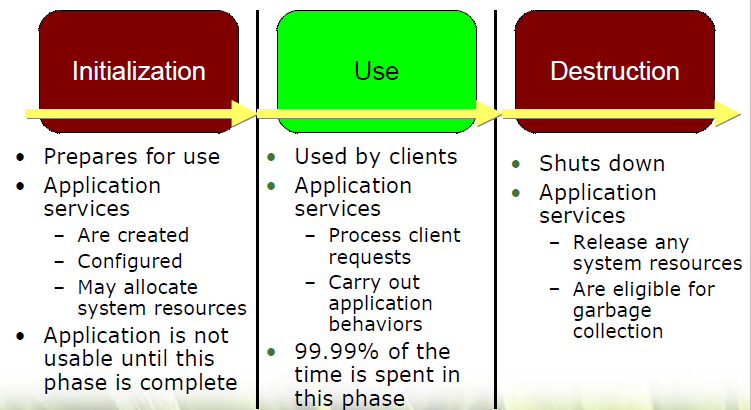 Initialization
Use
Destruction
• Prepares for use
• Application
services
– Are created
– Configured
– May allocate
system resources
• Application is not
usable until this
phase is complete
• Used by clients
• Application
services
– Process client
requests
– Carry out
application
behaviors
• 99.99% of the
time is spent in
this phase
• Shuts down
• Application
services
– Release any
system resources
– Are eligible for
garbage
collection